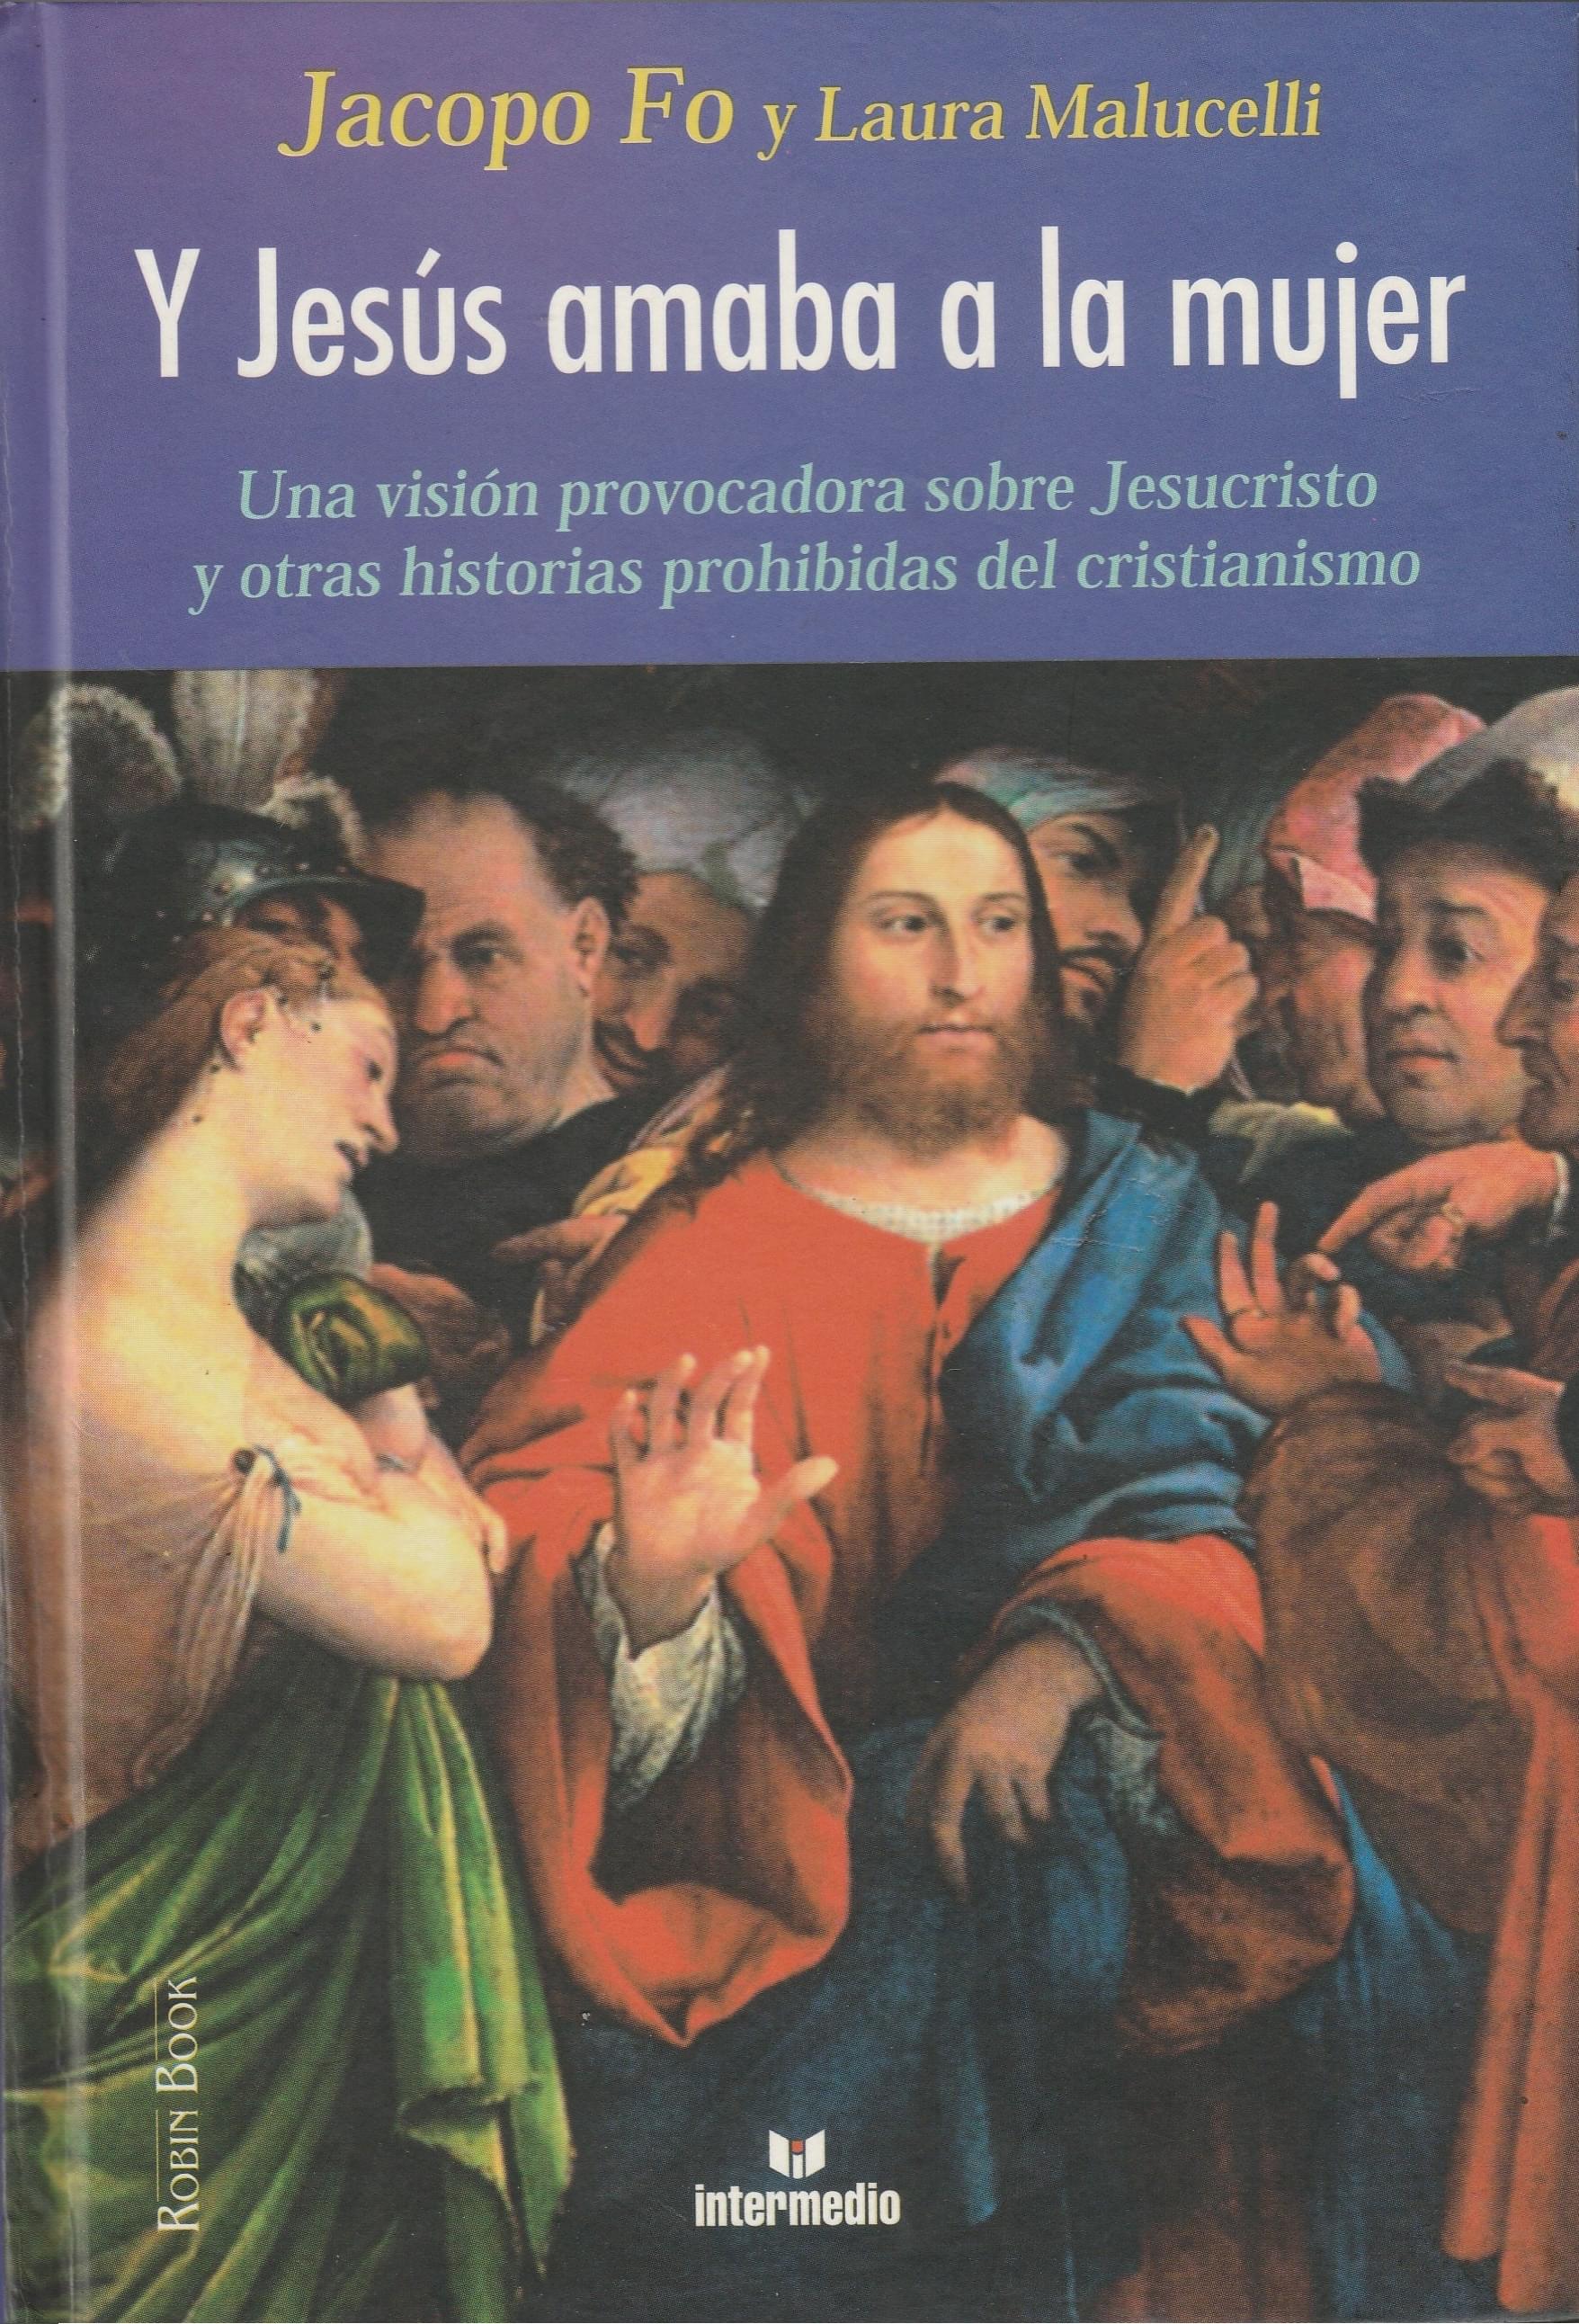 Jacopo Fo y Laura Malucelli
Y Jesús amaba a la mujer
Una visión provocadora sobre Jesucristo
y otras historias prohibidas del cristianismo
ROBIN BOOK
intermedio